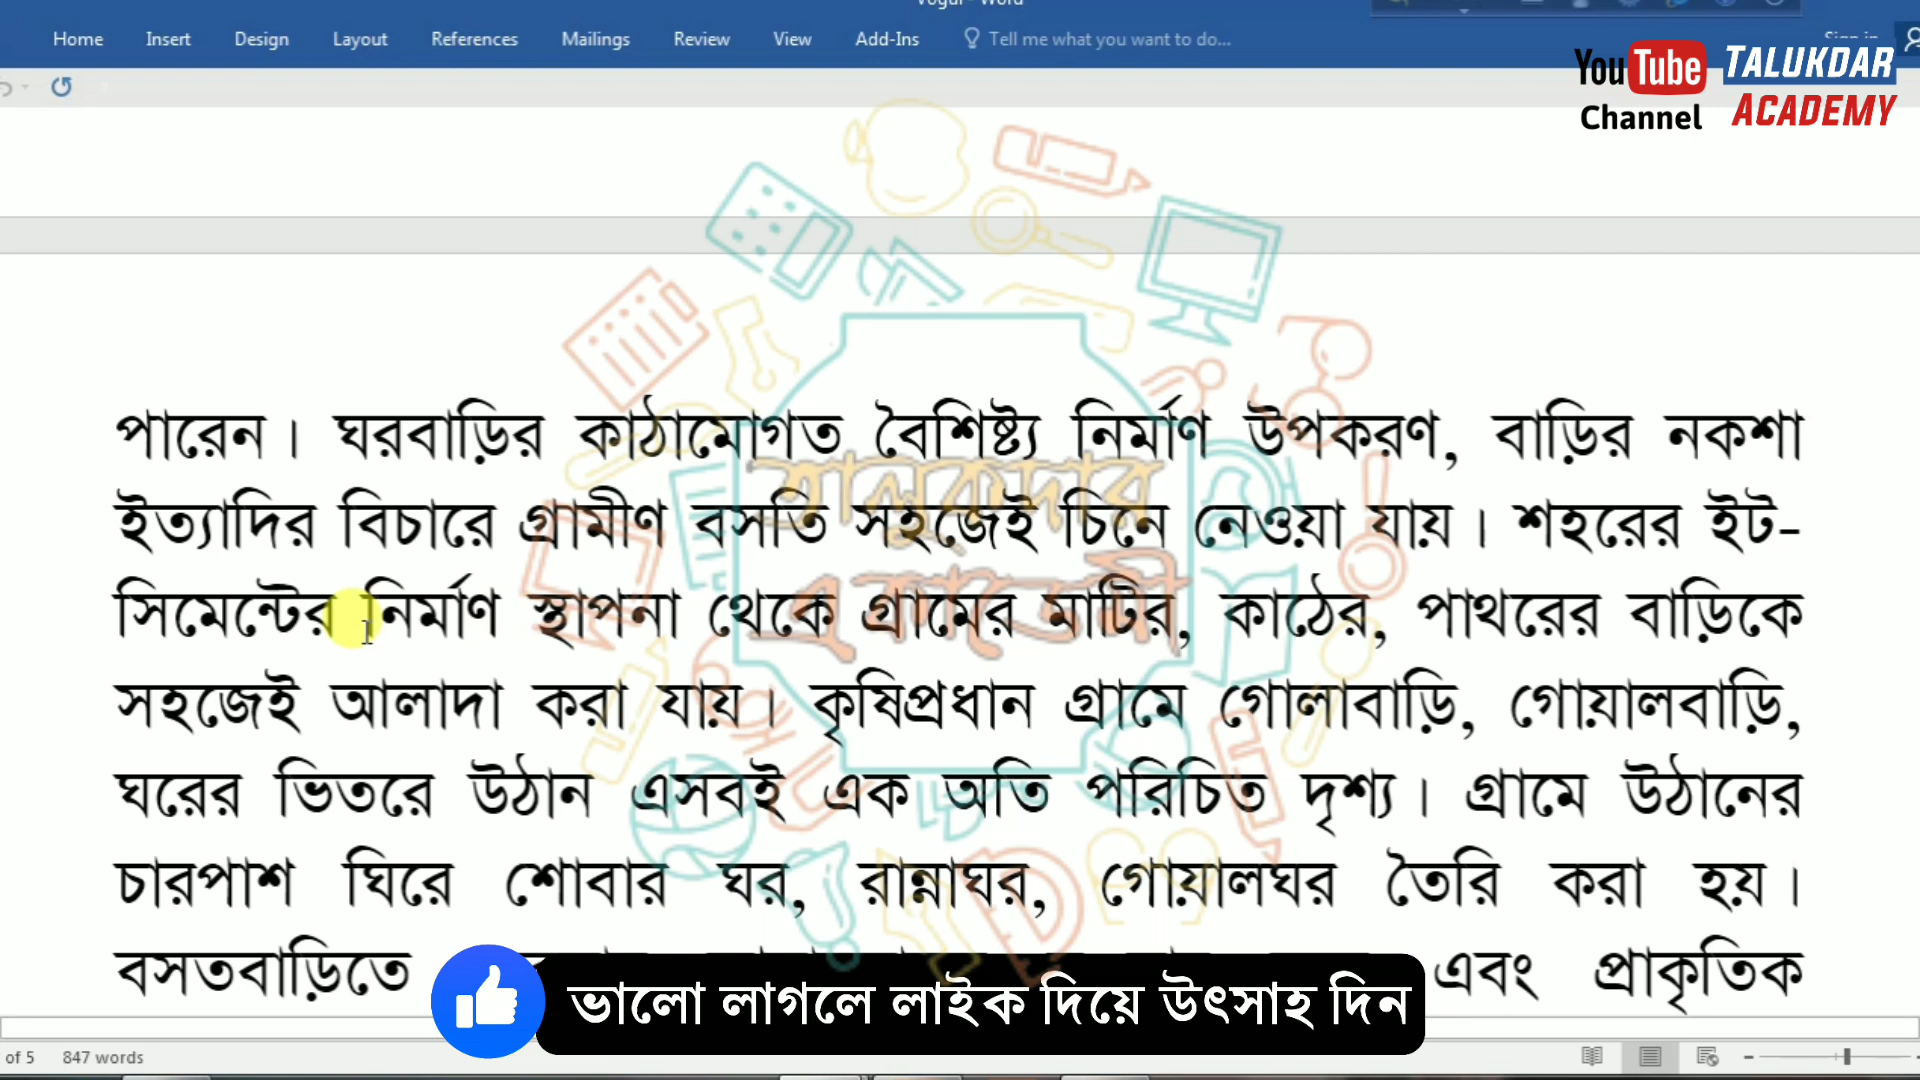 Home Insert Design Layout References Mailings Review View Add-Ins Tell me what you want to do...
YouTube TALUKDAR
Channel ACADEMY
পারেন। ঘরবাড়ির কাঠামোগত বৈশিষ্ট্য নির্মাণ উপকরণ, বাড়ির নকশা
ইত্যাদির বিচারে গ্রামীণ বসতি সহজেই চিনে নেওয়া যায়। শহরের ইট-
সিমেন্টের নির্মাণ স্থাপনা থেকে গ্রামের মাটির, কাঠের, পাথরের বাড়িকে
সহজেই আলাদা করা যায়। কৃষিপ্রধান গ্রামে গোলাবাড়ি, গোয়ালবাড়ি,
ঘরের ভিতরে উঠান এসবই এক অতি পরিচিত দৃশ্য। গ্রামে উঠানের
চারপাশ ঘিরে শোবার ঘর, রান্নাঘর, গোয়ালঘর তৈরি করা হয়।
বসতবাড়িতে এবং প্রাকৃতিক
তালুকদার
একাডেমী
ভালো লাগলে লাইক দিয়ে উৎসাহ দিন
of 5 847 words